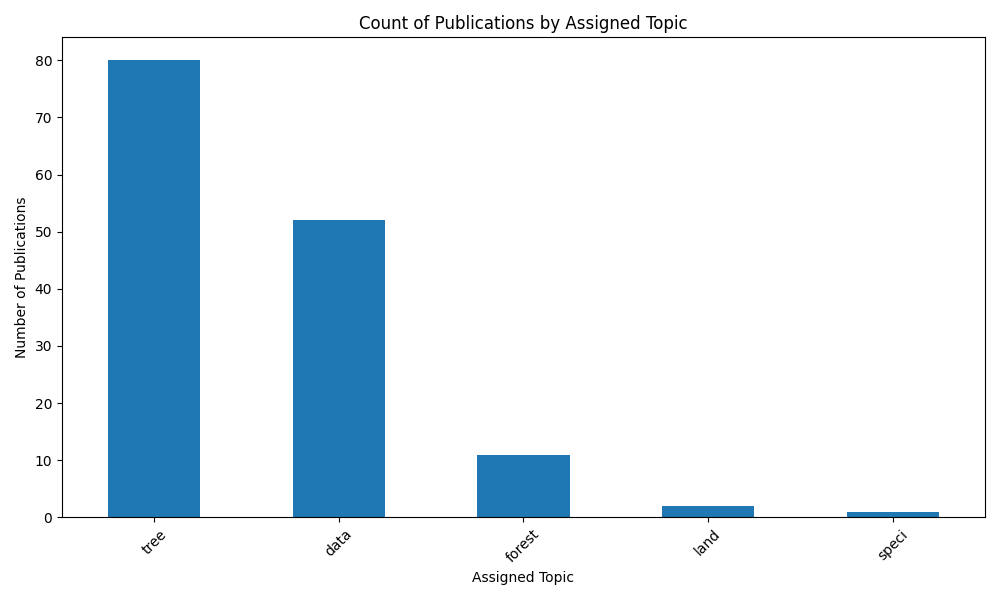 Count of Publications by Assigned Topic
Number of Publications
80
70
60
50
40
30
20
10
0
tree
data
forest
land
speci
Assigned Topic